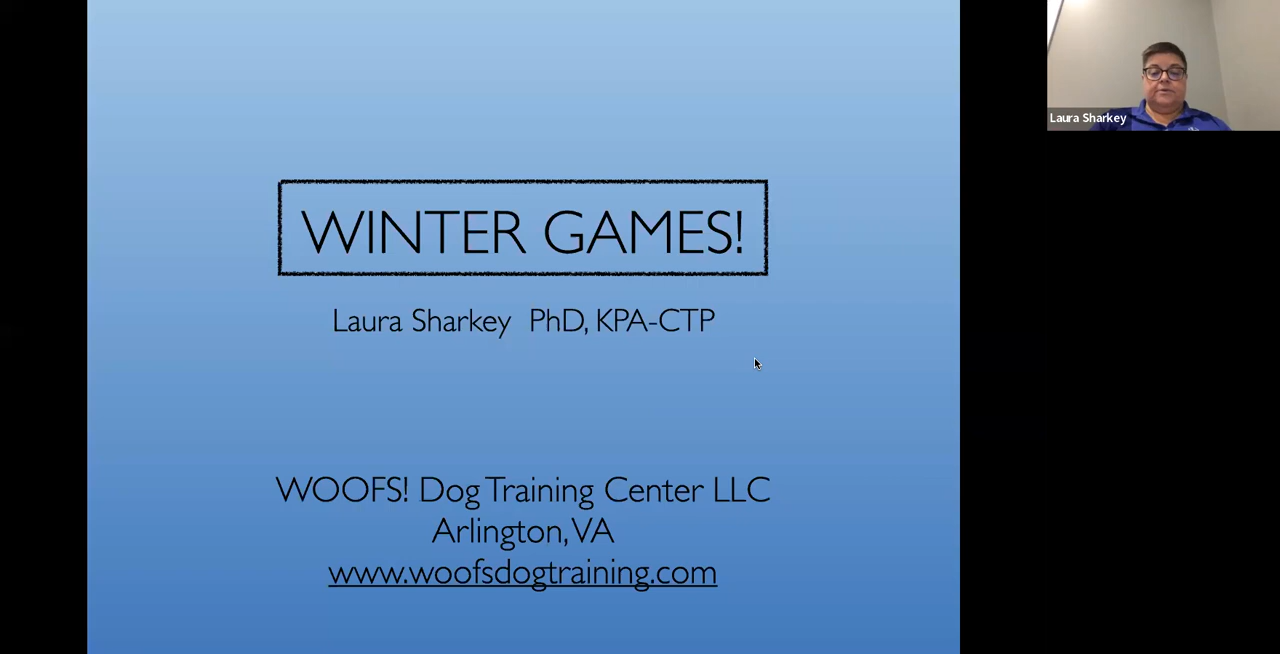 WINTER GAMES!
Laura Sharkey PhD, KPA-CTP
WOOFS! Dog Training Center LLC
Arlington, VA
www.woofsdogtraining.com
Laura Sharkey